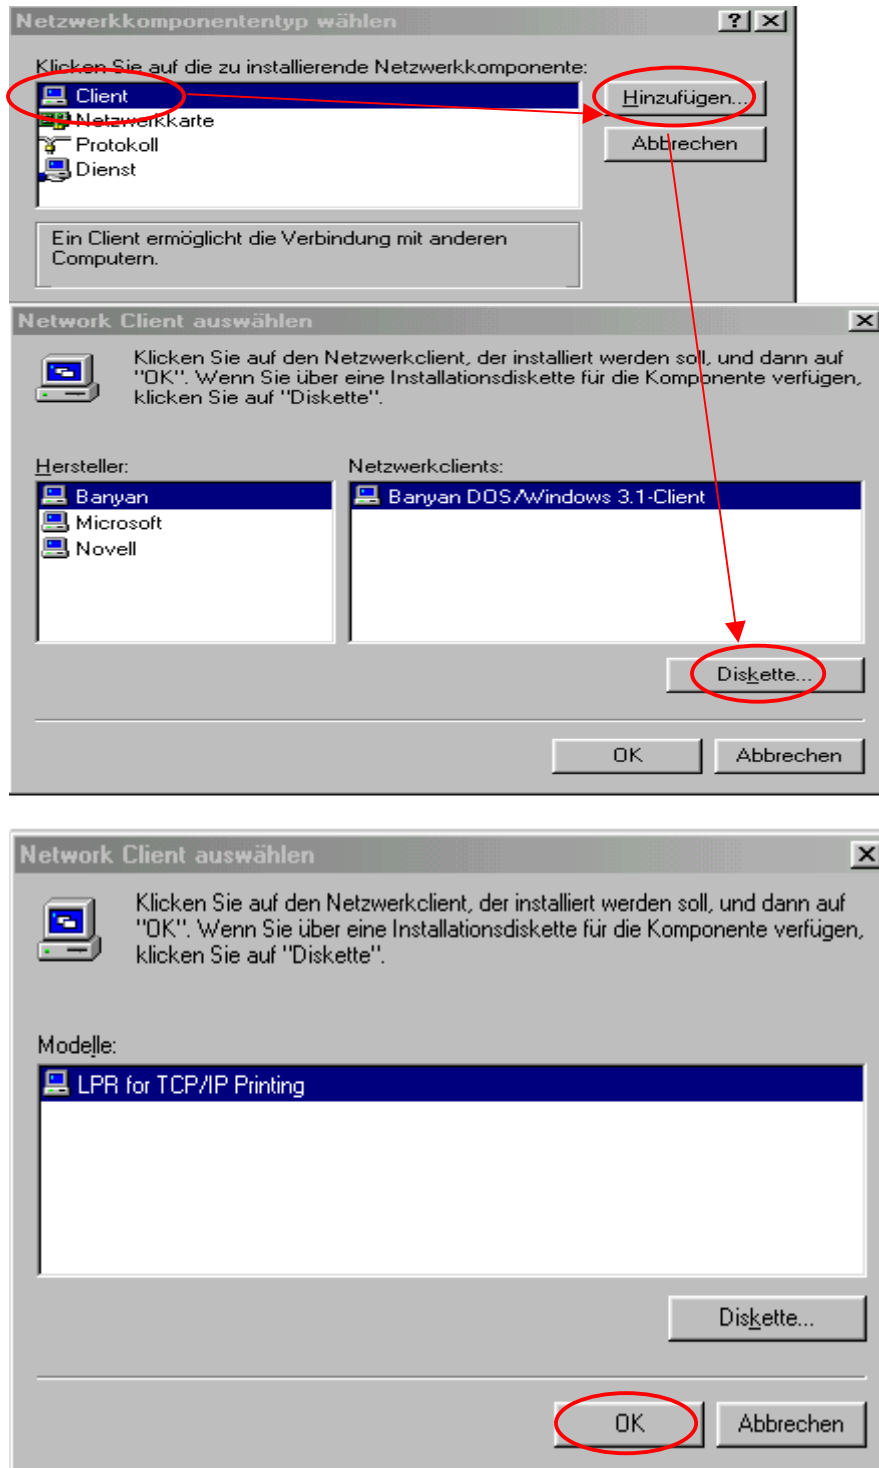 Netzwerkkomponententyp wählen
Klicken Sie auf die zu installierende Netzwerkkomponente:
Client
Netzwerkkarte
Protokoll
Dienst
Hinzufügen...
Abbrechen
Ein Client ermöglicht die Verbindung mit anderen
Computern.
Network Client auswählen
Klicken Sie auf den Netzwerkclient, der installiert werden soll, und dann auf
"OK". Wenn Sie über eine Installationsdiskette für die Komponente verfügen,
klicken Sie auf "Diskette".
Hersteller:
Banyan
Microsoft
Novell
Netzwerkclients:
Banyan DOS/Windows 3.1-Client
Diskette...
OK
Abbrechen
Network Client auswählen
Klicken Sie auf den Netzwerkclient, der installiert werden soll, und dann auf
"OK". Wenn Sie über eine Installationsdiskette für die Komponente verfügen,
klicken Sie auf "Diskette".
Modelle:
LPR for TCP/IP Printing
Diskette...
OK
Abbrechen